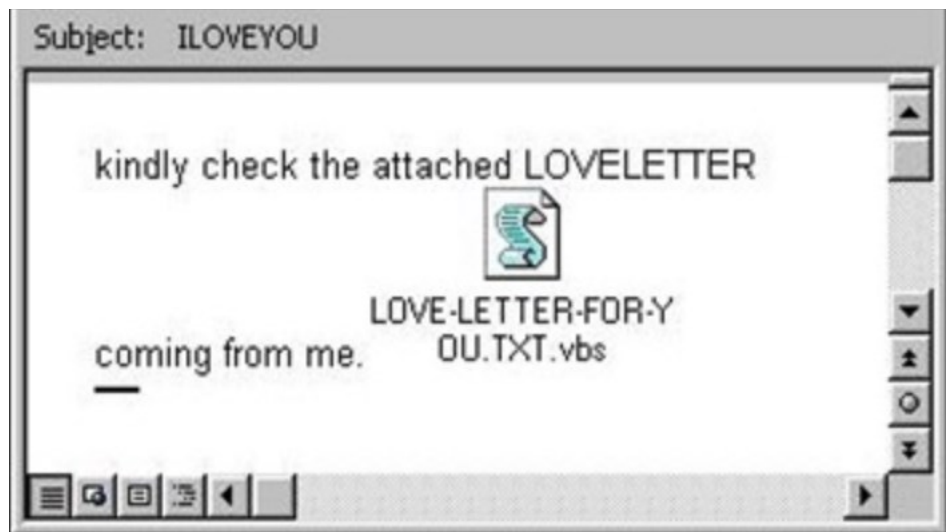 Subject: ILOVEYOU
kindly check the attached LOVELETTER
LOVE-LETTER-FOR-Y
OU.TXT.vbs
coming from me.